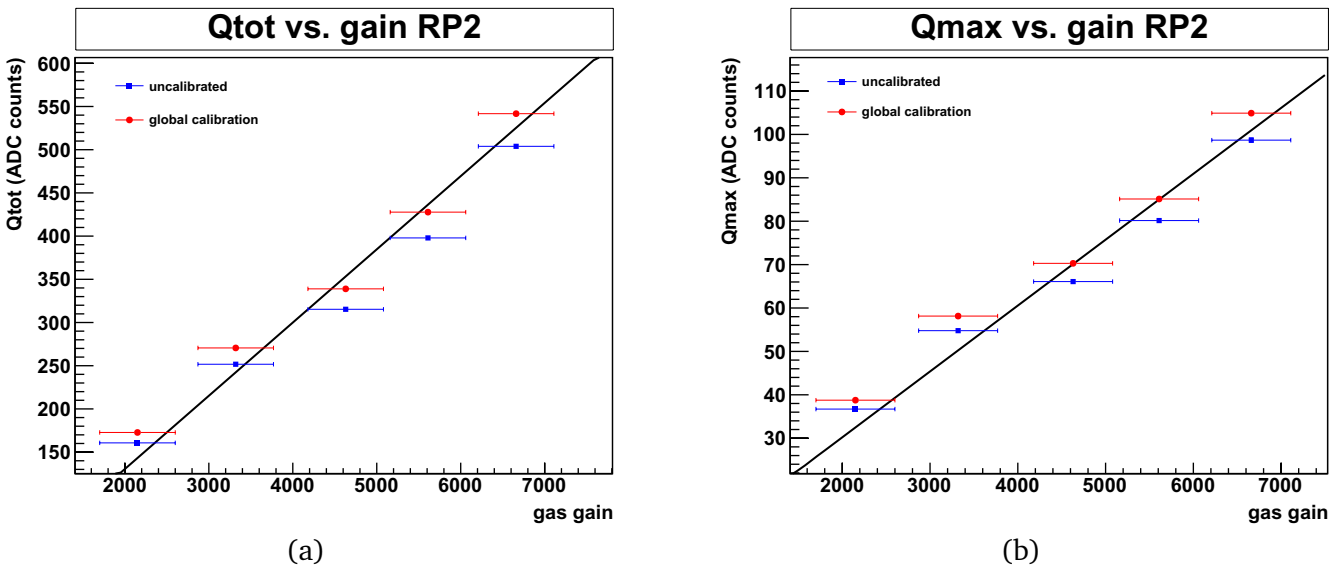 Qtot vs. gain RP2
Qtot (ADC counts)
600
550
500
450
400
350
300
250
200
150
uncalibrated
global calibration
2000 3000 4000 5000 6000 7000
gas gain
(a)
Qmax vs. gain RP2
Qmax (ADC counts)
110
100
90
80
70
60
50
40
30
uncalibrated
global calibration
2000 3000 4000 5000 6000 7000
gas gain
(b)